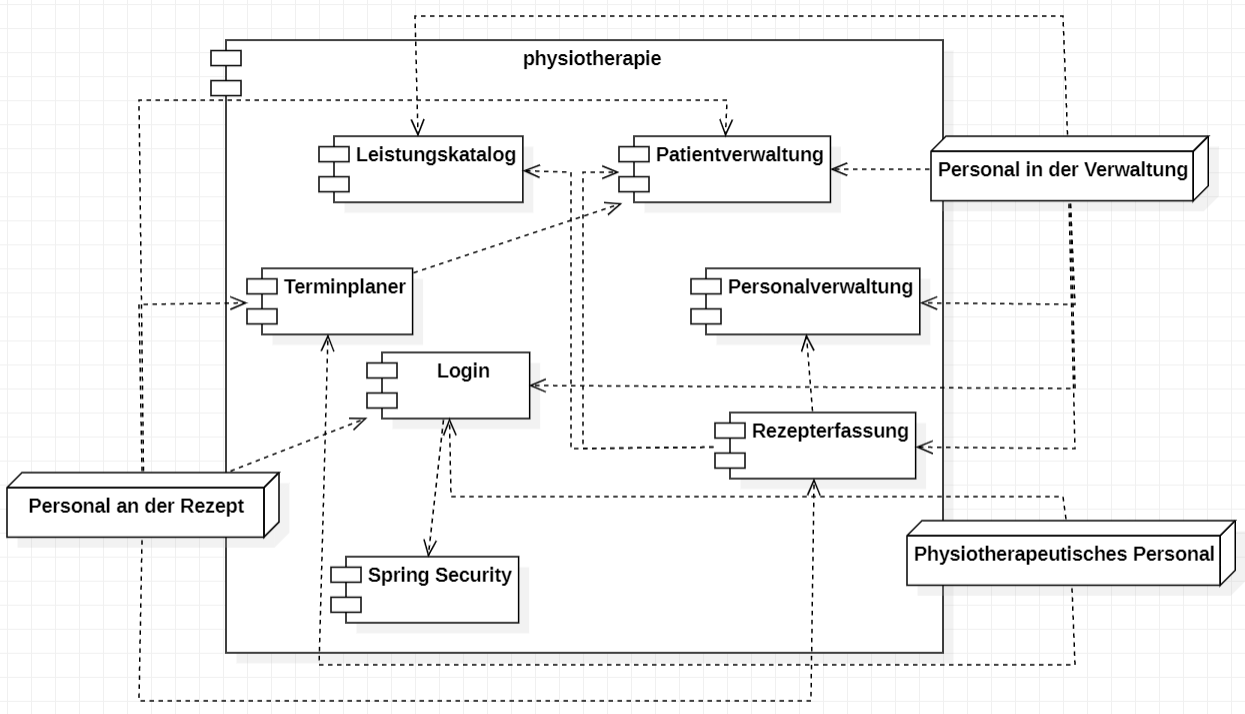 physiotherapie
Leistungskatalog
Patientverwaltung
Personal in der Verwaltung
Terminplaner
Personalverwaltung
Login
Rezepterfassung
Personal an der Rezept
Physiotherapeutisches Personal
Spring Security